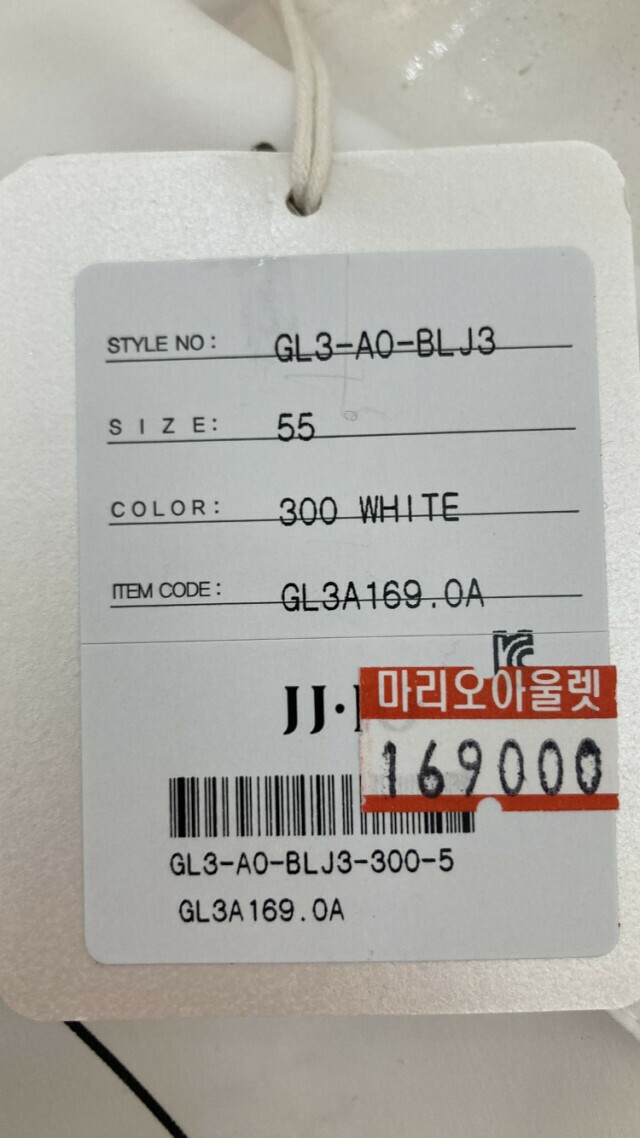 STYLE NO: GL3-A0-BLJ3
SIZE: 55
COLOR: 300 WHITE
ITEM CODE: GL3A169.0A
JJ·
마리오아울렛
169000
GL3-A0-BLJ3-300-5
GL3A169.0A